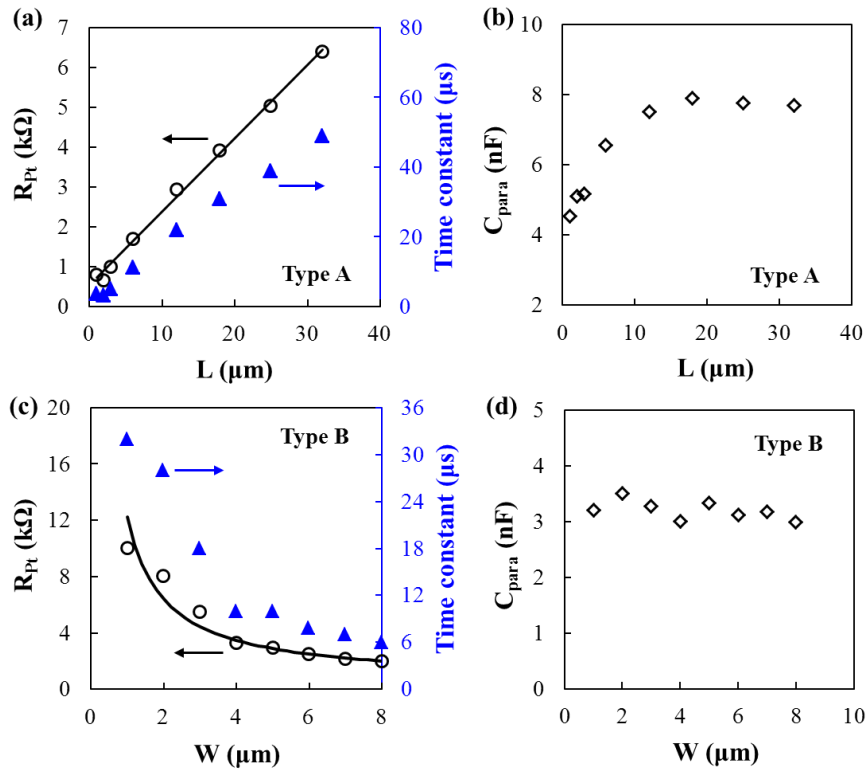 (a)
R_Pt (kΩ)
7
6
5
4
3
2
1
0
80
60
40
20
0
Time constant (μs)
Type A
0 10 20 30 40
L (μm)
(b)
C_para (nF)
10
8
6
4
2
Type A
0 10 20 30 40
L (μm)
(c)
R_Pt (kΩ)
20
16
12
8
4
0
36
30
24
18
12
6
0
Time constant (μs)
Type B
0 2 4 6 8
W (μm)
(d)
C_para (nF)
5
4
3
2
1
0
Type B
0 2 4 6 8 10
W (μm)